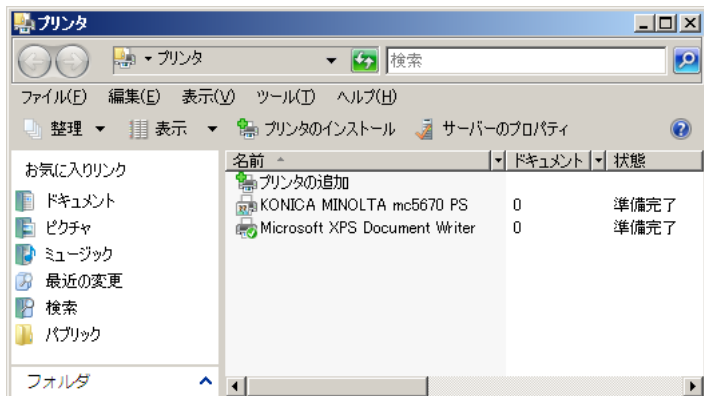 プリンタ
プリンタ 検索
ファイル(F) 編集(E) 表示(V) ツール(T) ヘルプ(H)
整理 表示 プリンタのインストール サーバーのプロパティ
お気に入りリンク
ドキュメント
ピクチャ
ミュージック
最近の変更
検索
パブリック
フォルダ
名前 ドキュメント 状態
プリンタの追加
KONICA MINOLTA mc5670 PS 0 準備完了
Microsoft XPS Document Writer 0 準備完了